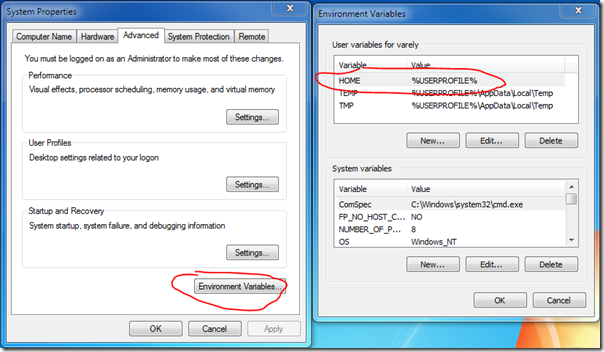 System Properties
Computer Name Hardware Advanced System Protection Remote
You must be logged on as an Administrator to make most of these changes.
Performance
Visual effects, processor scheduling, memory usage, and virtual memory
Settings...
User Profiles
Desktop settings related to your logon
Settings...
Startup and Recovery
System startup, system failure, and debugging information
Settings...
Environment Variables...
OK Cancel Apply
Environment Variables
User variables for varely
Variable Value
HOME %USERPROFILE%
TEMP %USERPROFILE%\AppData\Local\Temp
TMP %USERPROFILE%\AppData\Local\Temp
New... Edit... Delete
System variables
Variable Value
ComSpec C:\Windows\system32\cmd.exe
FP_NO_HOST_C... NO
NUMBER_OF_P... 8
OS Windows_NT
New... Edit... Delete
OK Cancel